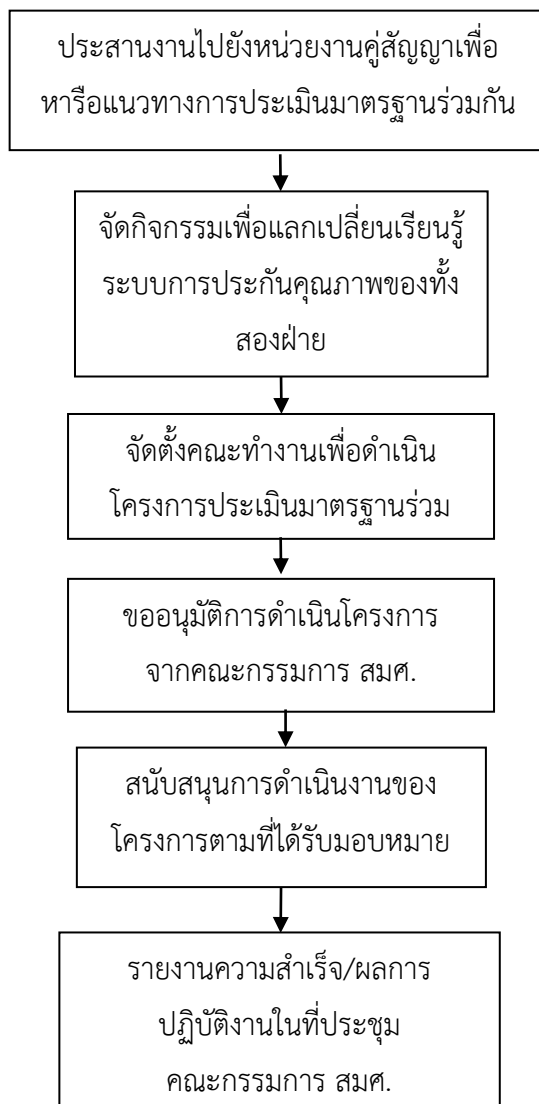 ประสานงานไปยังหน่วยงานคู่สัญญาเพื่อ
หารือแนวทางการประเมินมาตรฐานร่วมกัน
จัดกิจกรรมเพื่อแลกเปลี่ยนเรียนรู้
ระบบการประกันคุณภาพของทั้ง
สองฝ่าย
จัดตั้งคณะทำงานเพื่อดำเนิน
โครงการประเมินมาตรฐานร่วม
ขออนุมัติการดำเนินโครงการ
จากคณะกรรมการ สมศ.
สนับสนุนการดำเนินงานของ
โครงการตามที่ได้รับมอบหมาย
รายงานความสำเร็จ/ผลการ
ปฏิบัติงานในที่ประชุม
คณะกรรมการ สมศ.